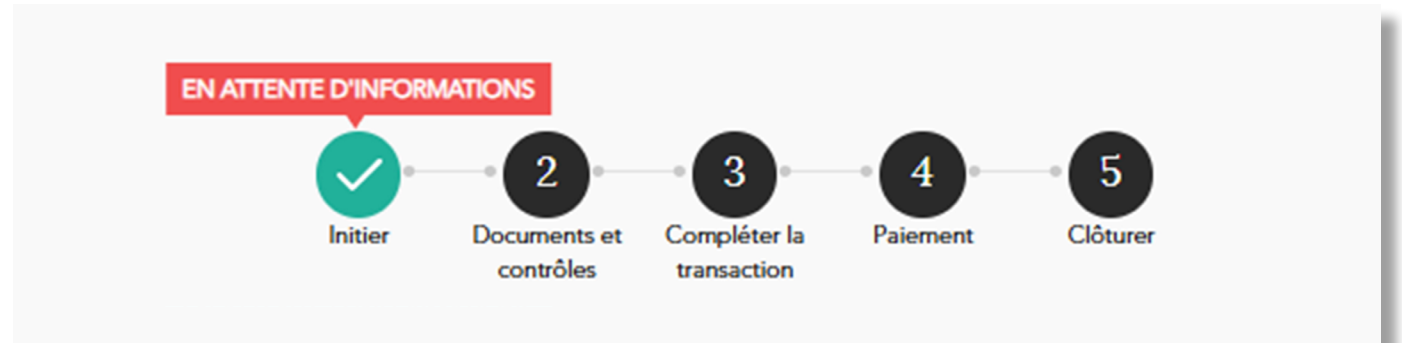 EN ATTENTE D'INFORMATIONS
2
3
4
5
Initier
Documents et
contrôles
Compléter la
transaction
Paiement
Clôturer